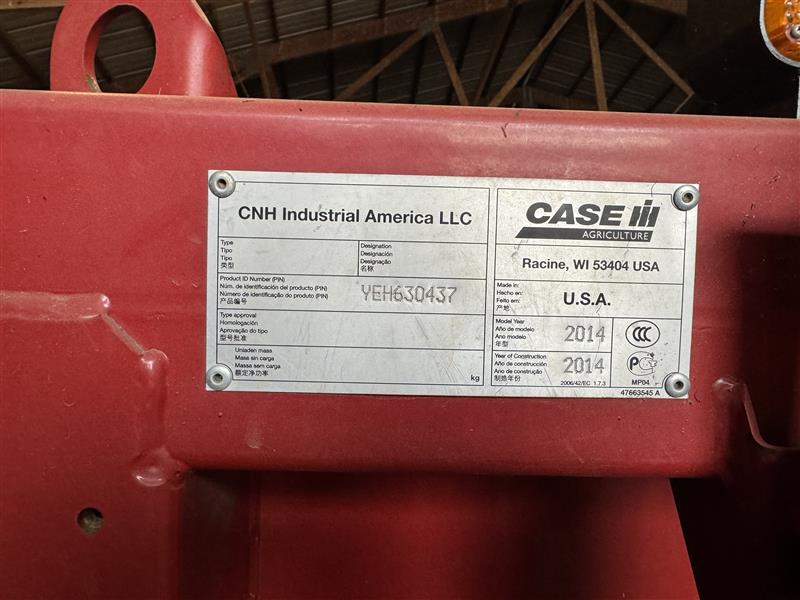 CNH Industrial America LLC
Type
Tipo
Tipo
类型
Designation
Designación
Designação
名称
Product ID Number (PIN)
Núm. de identificación del producto (PIN)
Número de identificação do produto (PIN)
产品编号
YEH630437
Type approval
Homologación
Aprovação do tipo
型号批准
Unladen mass
Masa sin carga
Massa sem carga
额定净功率
kg
CASE IH
AGRICULTURE
Racine, WI 53404 USA
Made in:
Hecho en:
Feito em:
产地
U.S.A.
Model Year
Año de modelo
Ano de modelo
年型
2014
Year of Construction
Año de construcción
Ano de construção
制造年份
2014
2006/42/EC 1.7.3
CCC
MP04
47663545 A